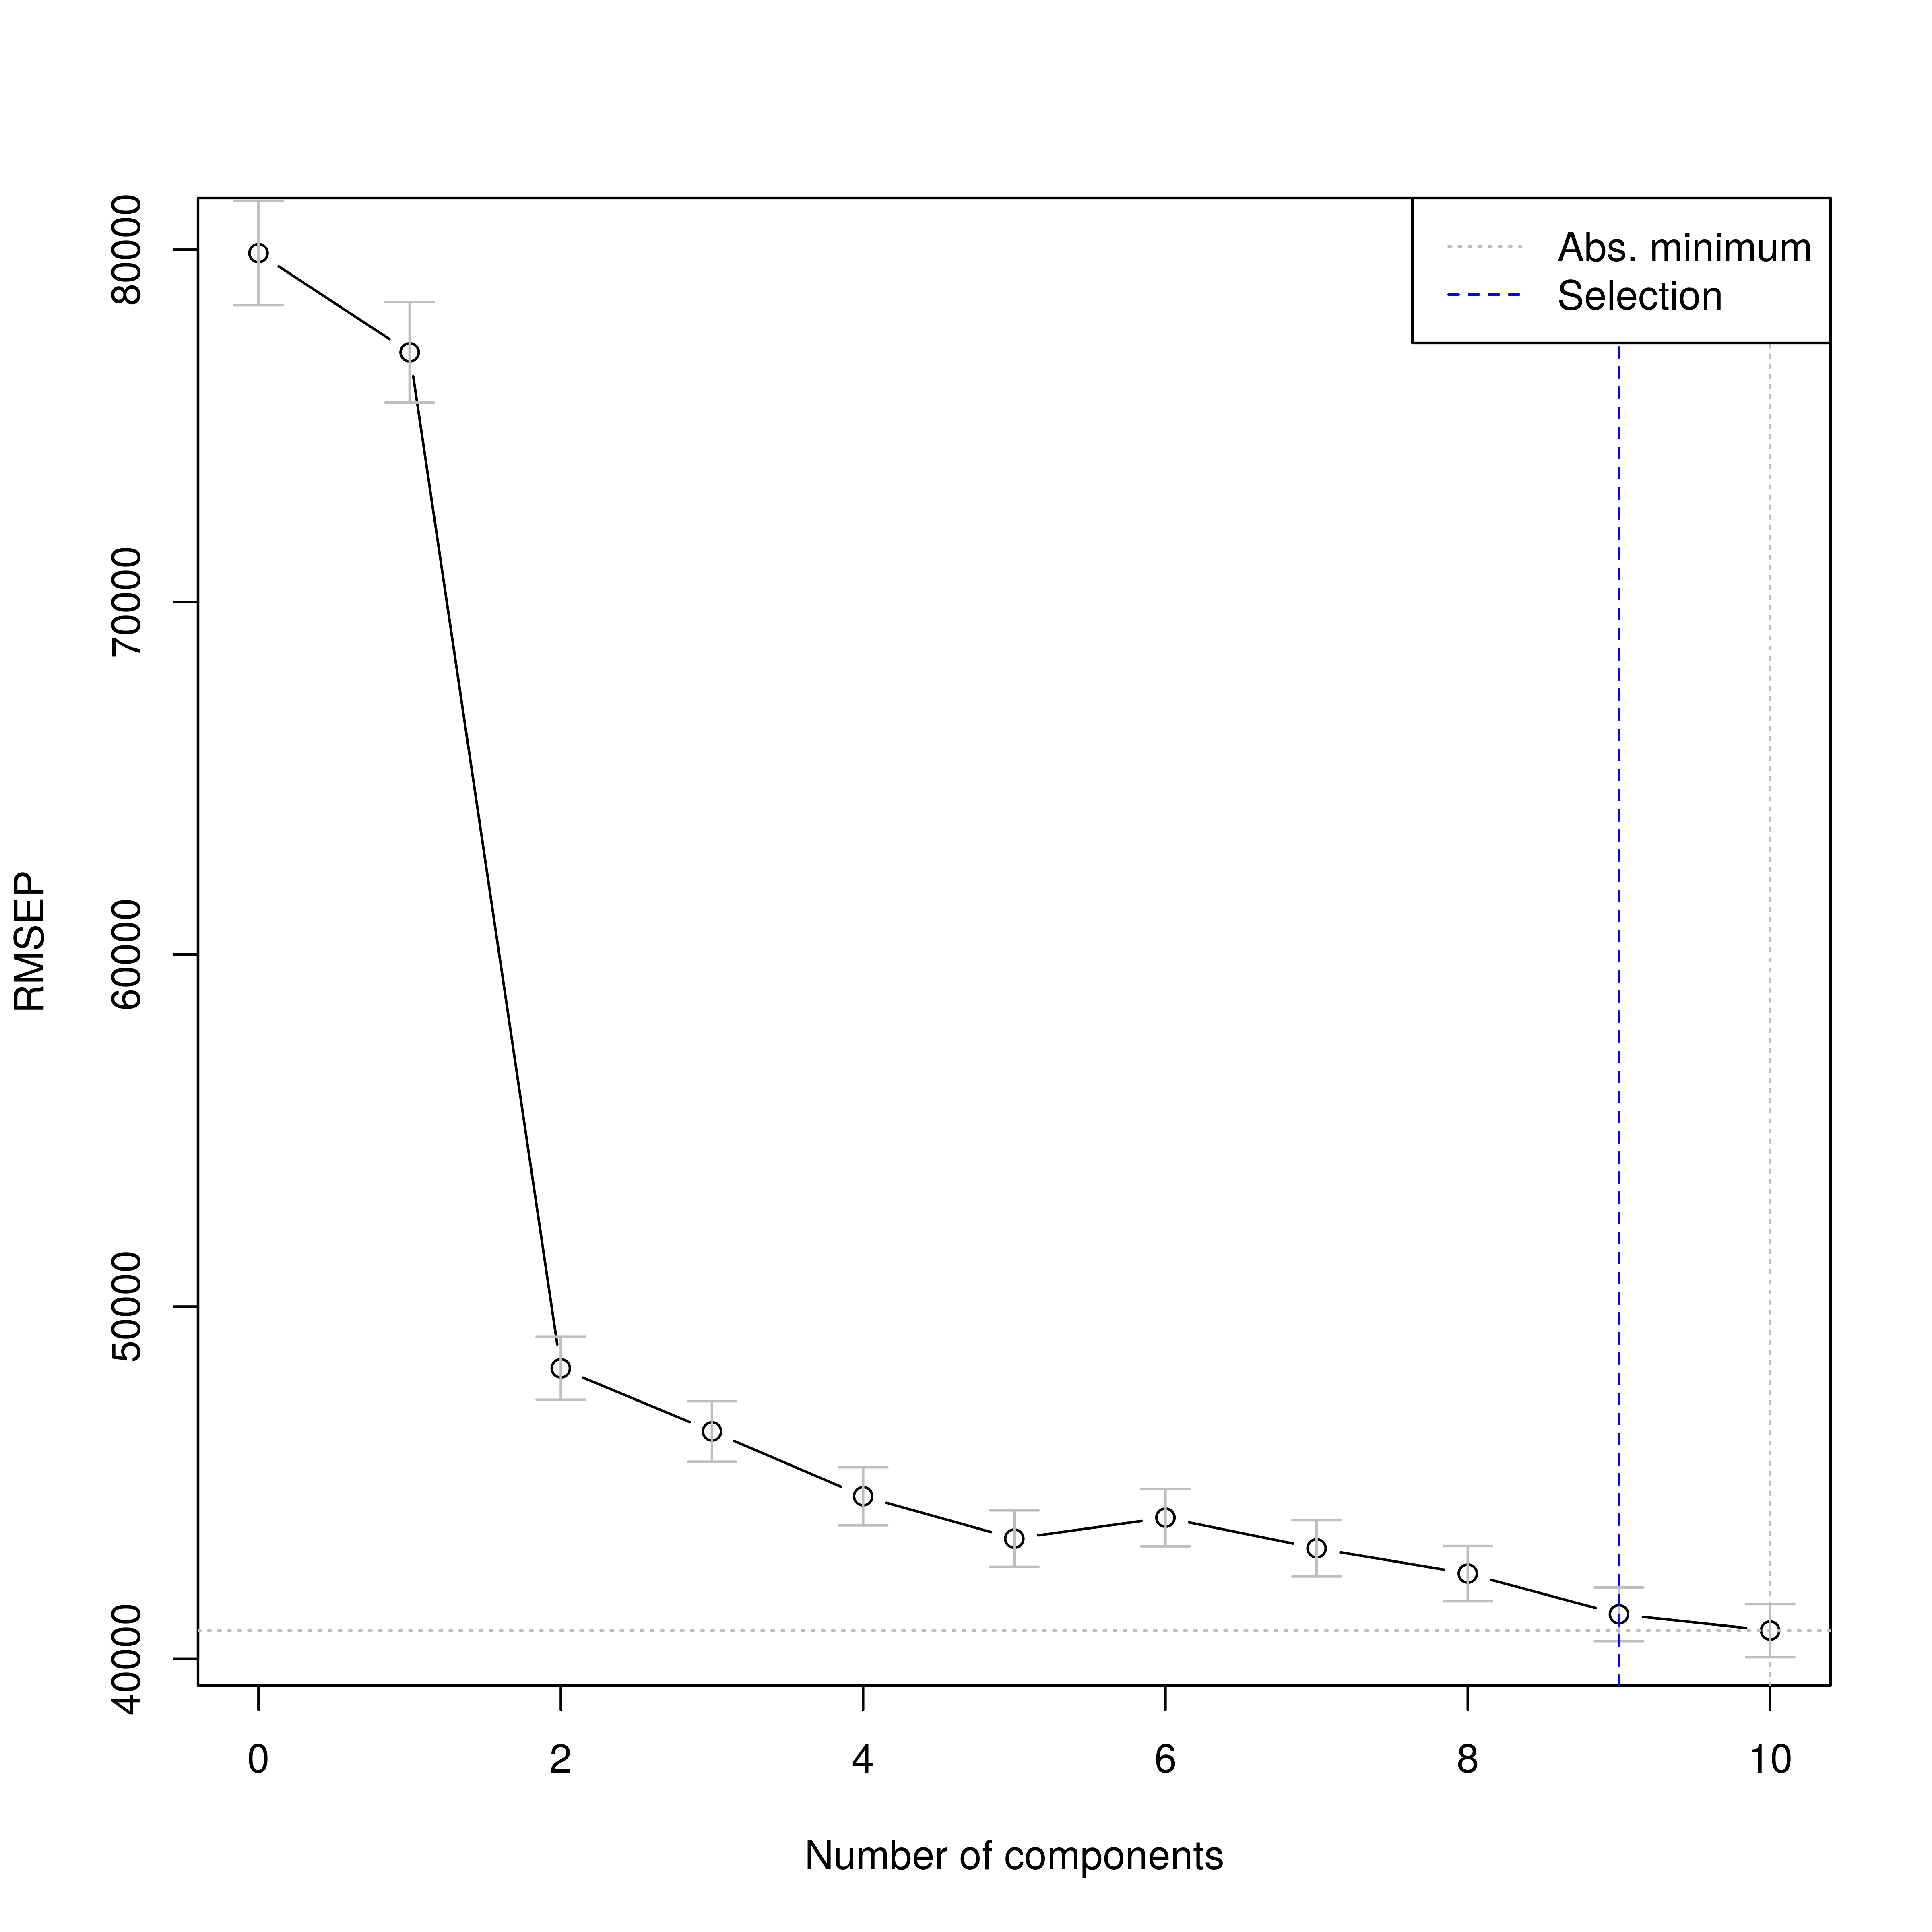 Abs. minimum
Selection
RMSEP
80000
70000
60000
50000
40000
0 2 4 6 8 10
Number of components